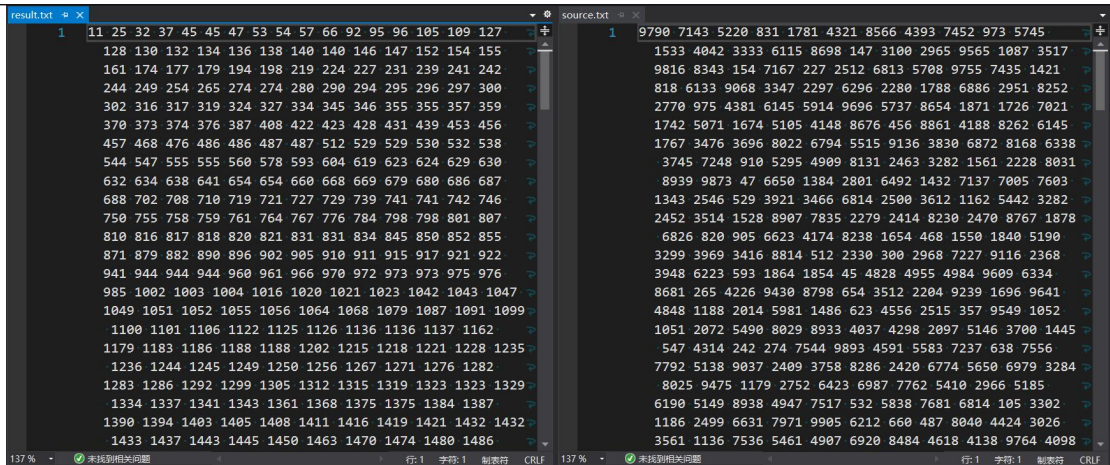 result.txt
1 11 25 32 37 45 45 47 53 54 57 66 92 95 96 105 109 127
128 130 132 134 136 138 140 140 146 147 152 154 155
161 174 177 179 194 198 219 224 227 231 239 241 242
244 249 254 265 274 274 280 290 294 295 296 297 300
302 316 317 319 324 327 334 345 346 355 355 357 359
370 373 374 376 387 408 422 423 428 431 439 453 456
457 468 476 486 486 487 487 512 529 529 530 532 538
544 547 555 555 560 578 593 604 619 623 624 629 630
632 634 638 641 654 654 660 668 669 679 680 686 687
688 702 708 710 719 721 727 729 739 741 741 742 746
750 755 758 759 761 764 767 776 784 798 798 801 807
810 816 817 818 820 821 831 831 834 845 850 852 855
871 879 882 890 896 902 905 910 911 915 917 921 922
941 944 944 944 960 961 966 970 972 973 973 975 976
985 1002 1003 1004 1016 1020 1021 1023 1042 1043 1047
1049 1051 1052 1055 1056 1064 1068 1079 1087 1091 1099
1100 1101 1106 1122 1125 1126 1136 1136 1137 1162
1179 1183 1186 1188 1188 1202 1215 1218 1221 1228 1235
1236 1244 1245 1249 1250 1256 1267 1271 1276 1282
1283 1286 1292 1299 1305 1312 1315 1319 1323 1323 1329
1334 1337 1341 1343 1361 1368 1375 1375 1384 1387
1390 1394 1403 1405 1408 1411 1416 1419 1421 1432 1432
1433 1437 1443 1445 1450 1463 1470 1474 1480 1486
137 % 未找到相关问题 行: 1 字符: 1 制表符 CRLF
source.txt
1 9790 7143 5220 831 1781 4321 8566 4393 7452 973 5745
1533 4042 3333 6115 8698 147 3100 2965 9565 1087 3517
9816 8343 154 7167 227 2512 6813 5708 9755 7435 1421
818 6133 9068 3347 2297 6296 2280 1788 6886 2951 8252
2770 975 4381 6145 5914 9696 5737 8654 1871 1726 7021
1742 5071 1674 5105 4148 8676 456 8861 4188 8262 6145
1767 3476 3696 8022 6794 5515 9136 3830 6872 8168 6338
3745 7248 910 5295 4909 8131 2463 3282 1561 2228 8031
8939 9873 47 6650 1384 2801 6492 1432 7137 7005 7603
1343 2546 529 3921 3466 6814 2500 3612 1162 5442 3282
2452 3514 1528 8907 7835 2279 2414 8230 2470 8767 1878
6826 820 905 6623 4174 8238 1654 468 1550 1840 5190
3299 3969 3416 8814 512 2330 300 2968 7227 9116 2368
3948 6223 593 1864 1854 45 4828 4955 4984 9609 6334
8681 265 4226 9430 8798 654 3512 2204 9239 1696 9641
4848 1188 2014 5981 1486 623 4556 2515 357 9549 1052
1051 2072 5490 8029 8933 4037 4298 2097 5146 3700 1445
547 4314 242 274 7544 9893 4591 5583 7237 638 7556
7792 5138 9037 2409 3758 8286 2420 6774 5650 6979 3284
8025 9475 1179 2752 6423 6987 7762 5410 2966 5185
6190 5149 8938 4947 7517 532 5838 7681 6814 105 3302
1186 2499 6631 7971 9905 6212 660 487 8040 4424 3026
3561 1136 7536 5461 4907 6920 8484 4618 4138 9764 4098
137 % 未找到相关问题 行: 1 字符: 1 制表符 CRLF